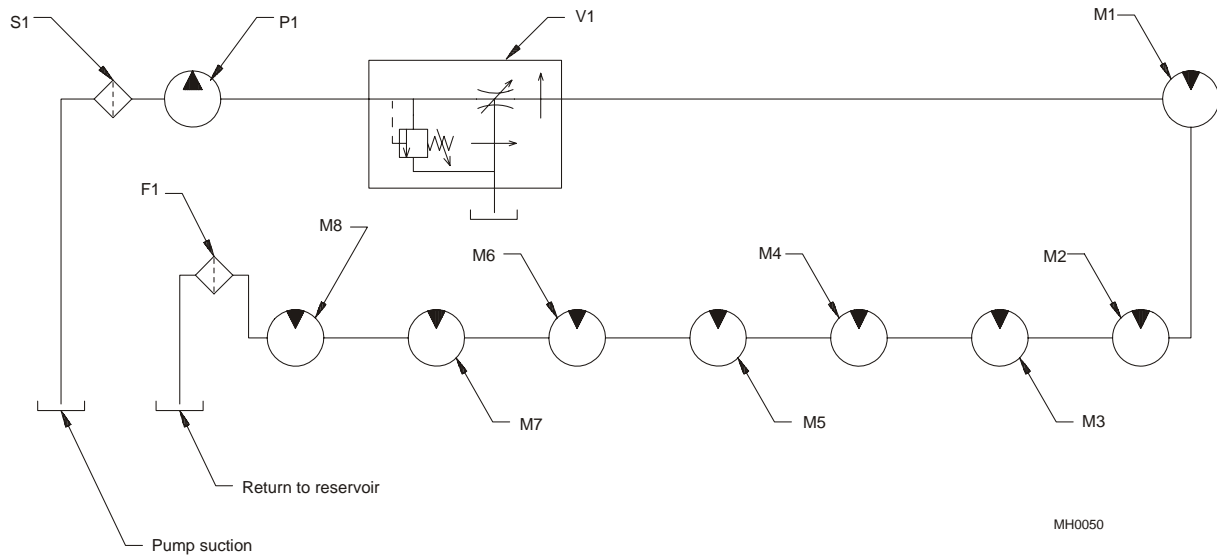 S1
P1
V1
M1
F1
M8
M6
M4
M2
M7
M5
M3
Return to reservoir
MH0050
Pump suction